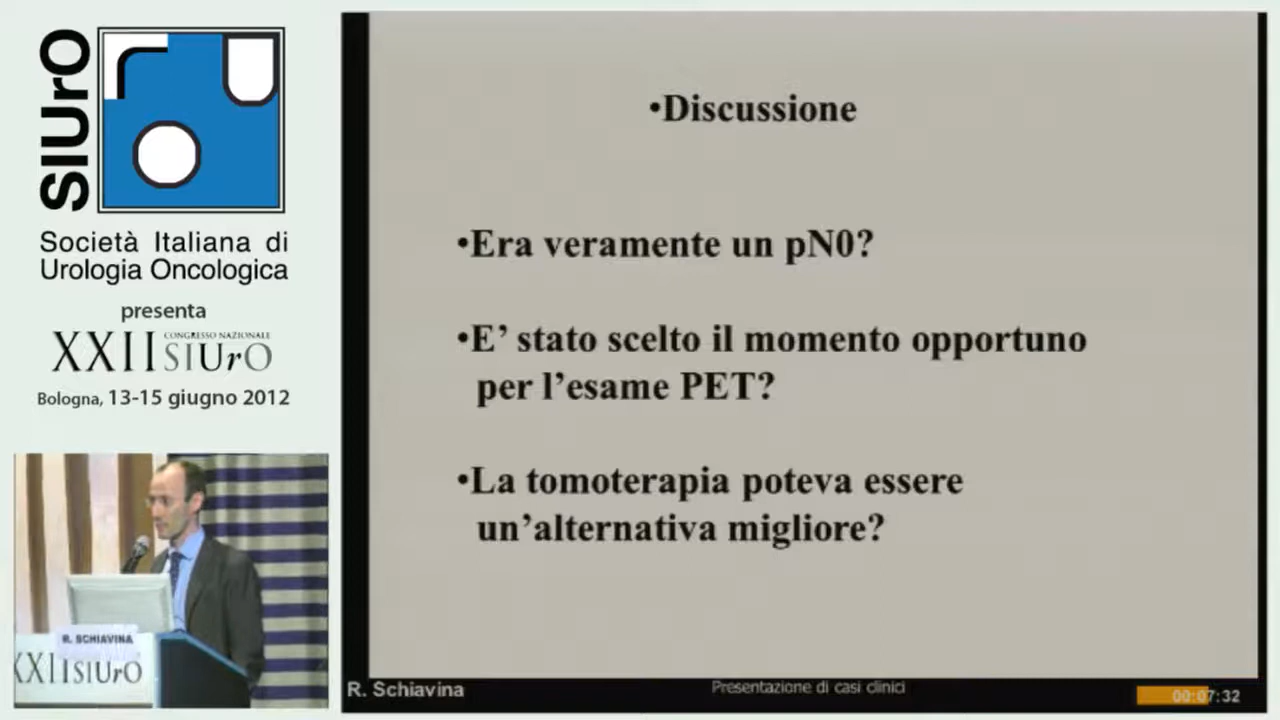 SIUrO
Società Italiana di
Urologia Oncologica
presenta
XXII CONGRESSO NAZIONALE
SIUrO
Bologna, 13-15 giugno 2012
•Discussione
•Era veramente un pN0?
•E’ stato scelto il momento opportuno
per l’esame PET?
•La tomoterapia poteva essere
un’alternativa migliore?
R. SCHIAVINA
XXIISIUrO
R. Schiavina
Presentazione di casi clinici
00:07:32